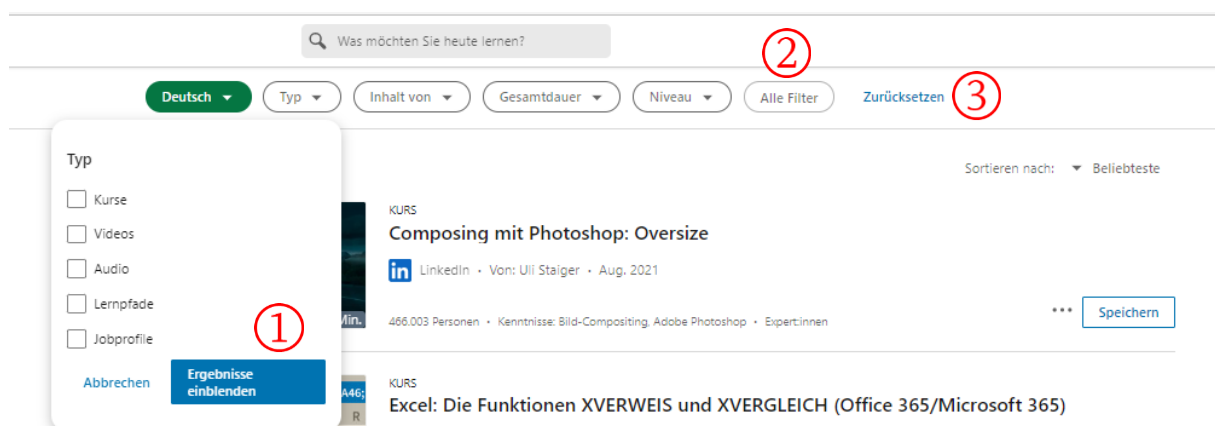 Was möchten Sie heute lernen?
2
Deutsch Typ Inhalt von Gesamtdauer Niveau Alle Filter Zurücksetzen 3
Typ
Kurse
Videos
Audio
Lernpfade
Jobprofile
1
Abbrechen Ergebnisse einblenden
Sortieren nach: Beliebteste
KURS
Composing mit Photoshop: Oversize
in LinkedIn • Von: Uli Staiger • Aug. 2021
Min.
466.003 Personen • Kenntnisse: Bild-Compositing, Adobe Photoshop • Expert:innen
... Speichern
A46;
R
KURS
Excel: Die Funktionen XVERWEIS und XVERGLEICH (Office 365/Microsoft 365)